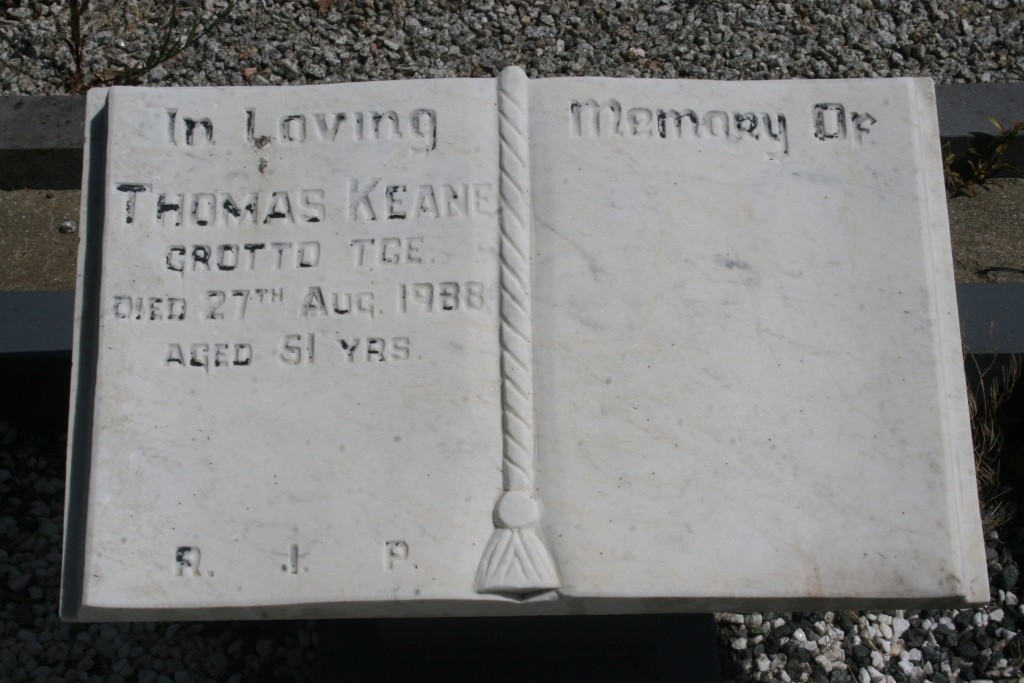 In Loving Memory Of
THOMAS KEANE
GROTTO TCE.
DIED 27TH AUG. 1988
AGED 51 YRS.
R. I. P.